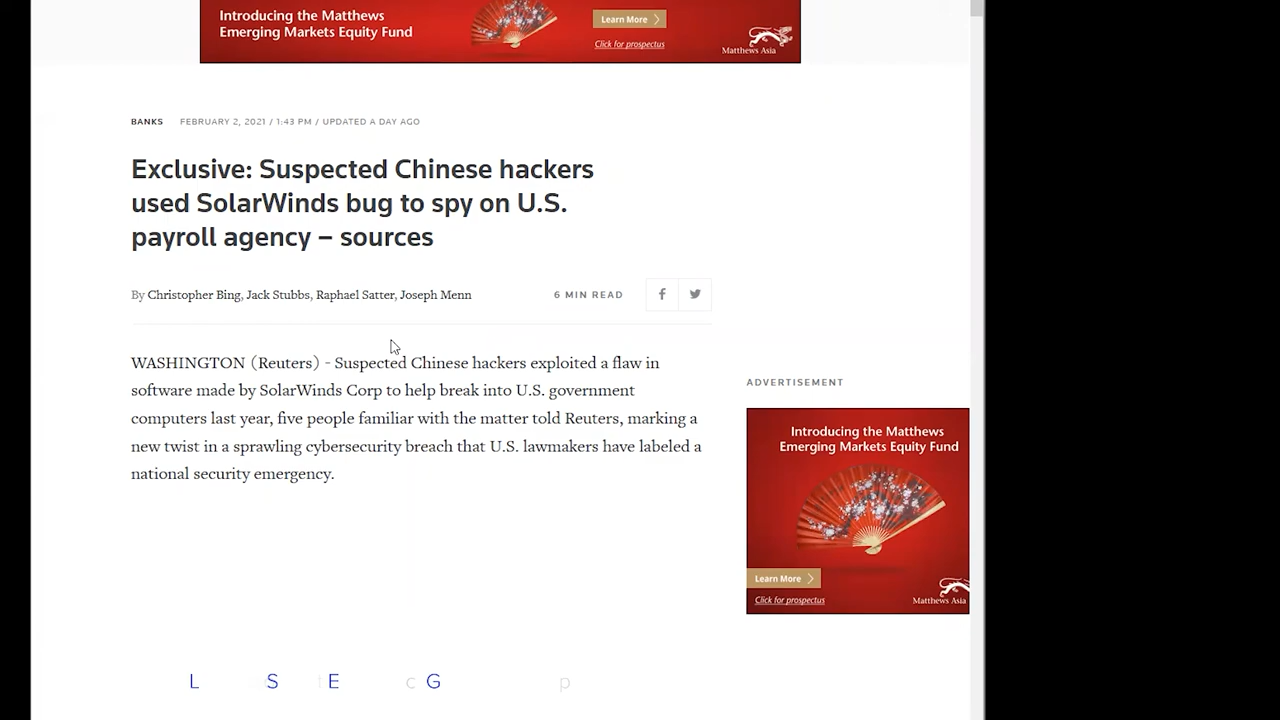 Introducing the Matthews
Emerging Markets Equity Fund
Learn More
Click for prospectus
Matthews Asia
BANKS FEBRUARY 2, 2021 / 1:43 PM / UPDATED A DAY AGO
Exclusive: Suspected Chinese hackers
used SolarWinds bug to spy on U.S.
payroll agency – sources
By Christopher Bing, Jack Stubbs, Raphael Satter, Joseph Menn
6 MIN READ
WASHINGTON (Reuters) - Suspected Chinese hackers exploited a flaw in
software made by SolarWinds Corp to help break into U.S. government
computers last year, five people familiar with the matter told Reuters, marking a
new twist in a sprawling cybersecurity breach that U.S. lawmakers have labeled a
national security emergency.
ADVERTISEMENT
Introducing the Matthews
Emerging Markets Equity Fund
Learn More
Click for prospectus
Matthews Asia
L S E c G p